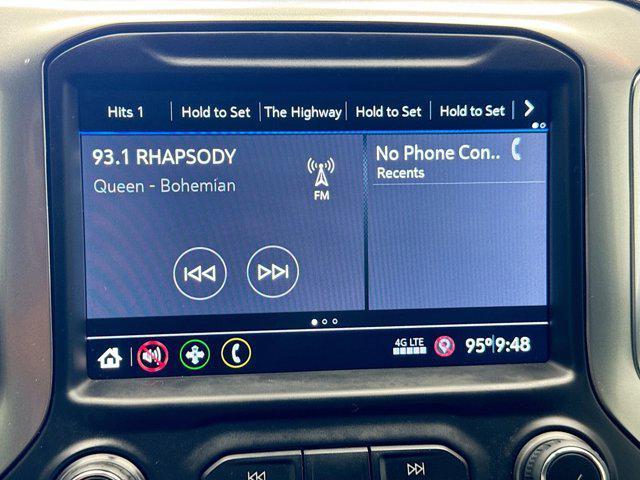 Hits 1 Hold to Set The Highway Hold to Set Hold to Set
93.1 RHAPSODY
Queen - Bohemian
FM
No Phone Con..
Recents
4G LTE
95° 9:48